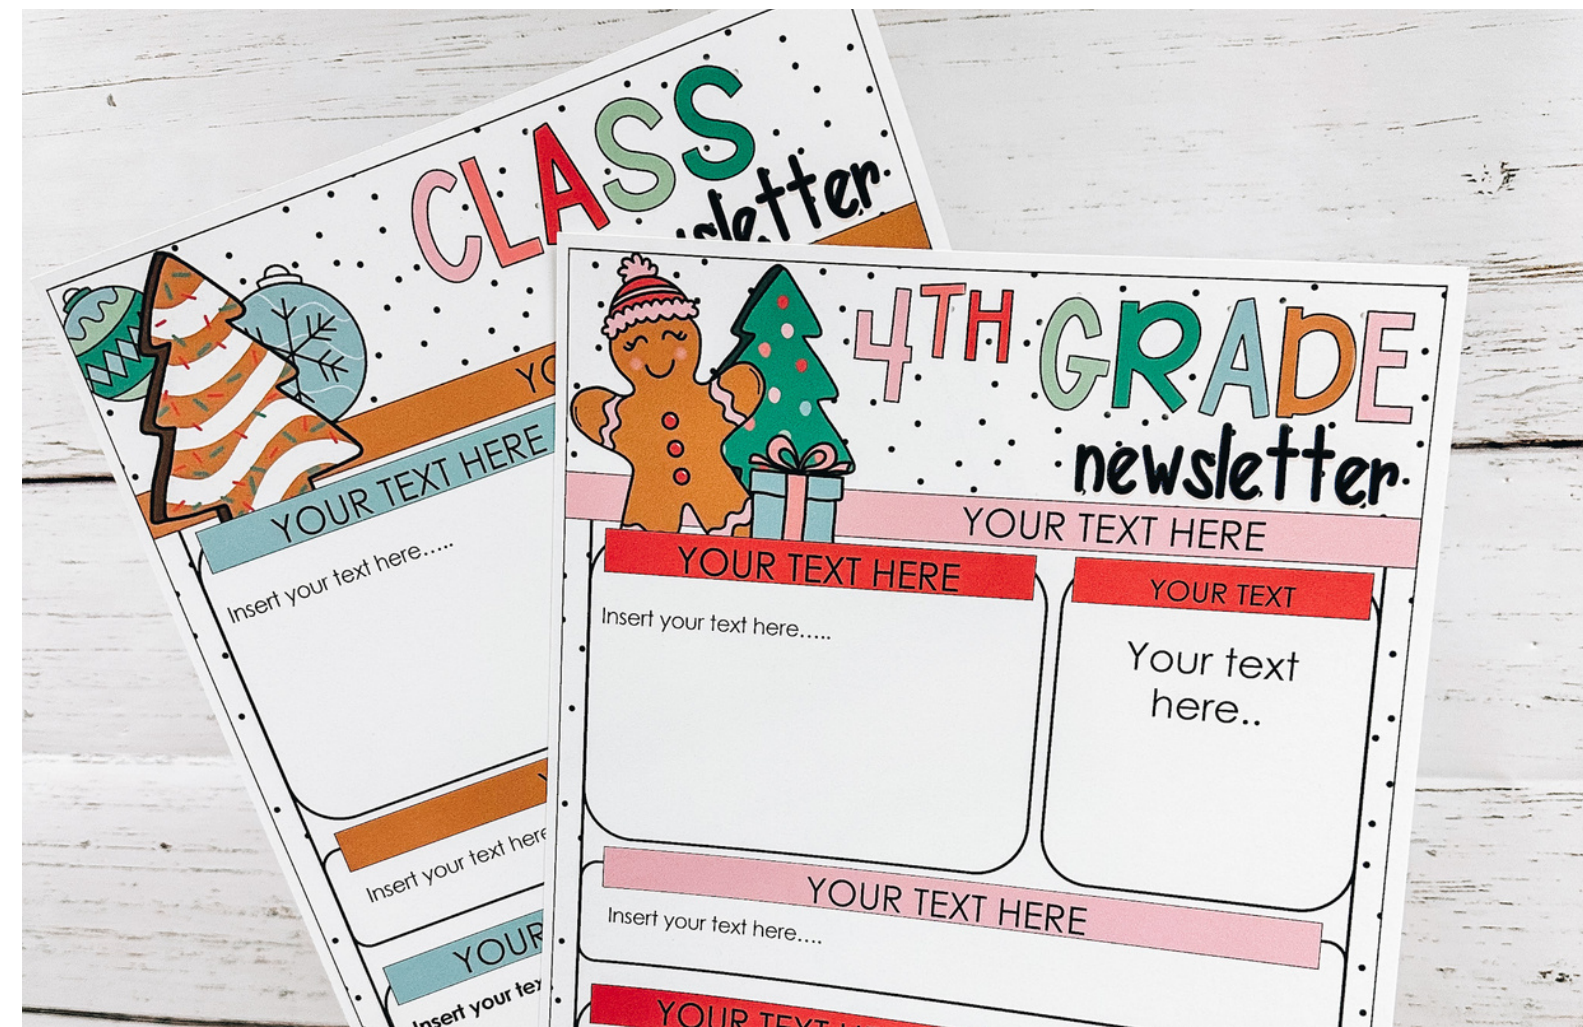 CLASS
YOUR TEXT HERE
Insert your text here.....
Insert your text here
YOUR
Insert your
4TH GRADE
newsletter
YOUR TEXT HERE
YOUR TEXT HERE
Insert your text here.....
YOUR TEXT
Your text
here..
YOUR TEXT HERE
Insert your text here....
YOUR TEXT